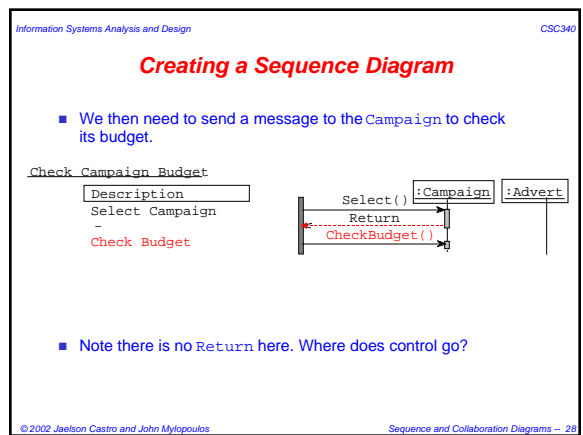 Information Systems Analysis and Design CSC340
Creating a Sequence Diagram
We then need to send a message to the Campaign to check
its budget.
Check Campaign Budget
Description
Select Campaign
–
Check Budget
:Campaign :Advert
Select()
Return
CheckBudget()
Note there is no Return here. Where does control go?
© 2002 Jaelson Castro and John Mylopoulos Sequence and Collaboration Diagrams -- 28